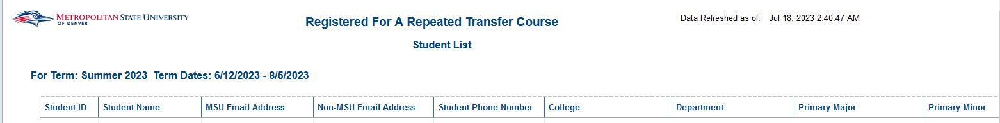 METROPOLITAN STATE UNIVERSITY
OF DENVER
Registered For A Repeated Transfer Course
Data Refreshed as of: Jul 18, 2023 2:40:47 AM
Student List
For Term: Summer 2023 Term Dates: 6/12/2023 - 8/5/2023
Student ID Student Name MSU Email Address Non-MSU Email Address Student Phone Number College Department Primary Major Primary Minor